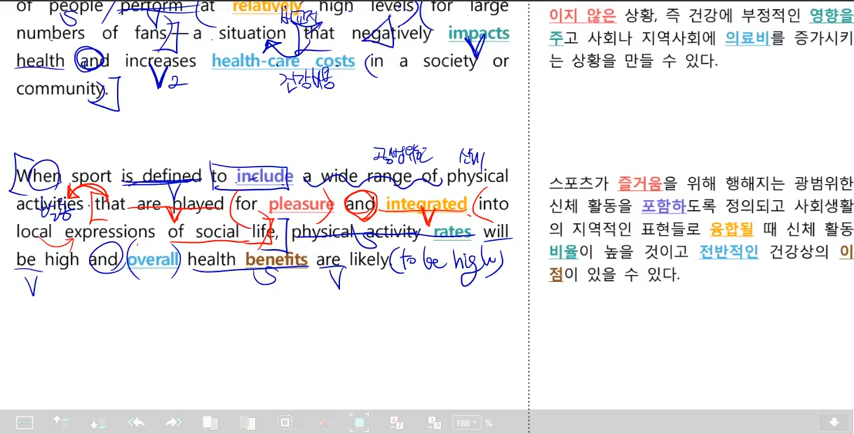 of people perform at relatively high levels) for large
numbers of fans – a situation that negatively impacts
health and increases health-care costs (in a society or
community.
V2
건강비용
이지 않은 상황, 즉 건강에 부정적인 영향을
주고 사회나 지역사회에 의료비를 증가시키
는 상황을 만들 수 있다.
광범위한
신체
When sport is defined to include a wide range of physical
activities that are played (for pleasure) and integrated (into
활동
local expressions of social life, physical activity rates will
be high and (overall) health benefits are likely (to be high)
V
S
V
스포츠가 즐거움을 위해 행해지는 광범위한
신체 활동을 포함하도록 정의되고 사회생활
의 지역적인 표현들로 융합될 때 신체 활동
비율이 높을 것이고 전반적인 건강상의 이
점이 있을 수 있다.
188 %